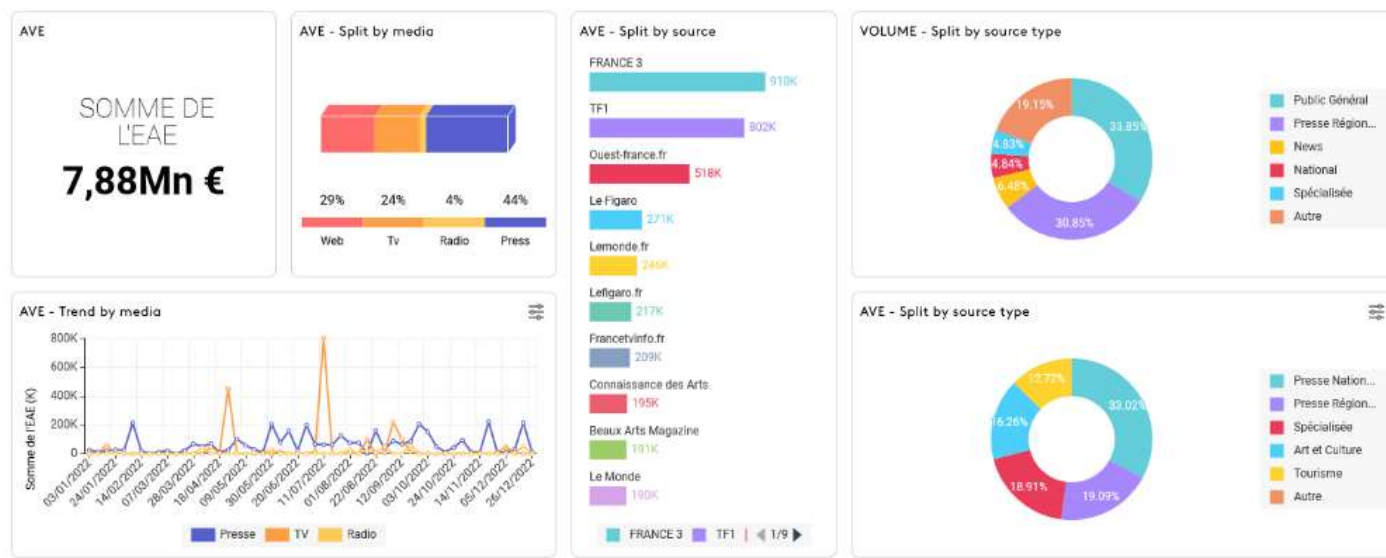 AVE
SOMME DE
L'EAE
7,88Mn €
AVE - Split by media
29% 24% 4% 44%
Web Tv Radio Press
AVE - Split by source
FRANCE 3
910K
TF1
802K
Ouest-france.fr
518K
Le Figaro
271K
Lemonde.fr
246K
Lefigaro.fr
217K
Francetvinfo.fr
209K
Connaissance des Arts
195K
Beaux Arts Magazine
191K
Le Monde
190K
FRANCE 3 TF1 1/9
VOLUME - Split by source type
19.15%
33.85%
4.83%
4.84%
6.48%
30.85%
Public Général
Presse Région...
News
National
Spécialisée
Autre
AVE - Trend by media
Somme de l'EAE (K)
800K
600K
400K
200K
0
03/01/2022 24/01/2022 14/02/2022 07/03/2022 28/03/2022 18/04/2022 09/05/2022 30/05/2022 20/06/2022 11/07/2022 01/08/2022 22/08/2022 12/09/2022 03/10/2022 24/10/2022 14/11/2022 05/12/2022 26/12/2022
Presse TV Radio
AVE - Split by source type
12.72%
33.02%
16.26%
18.91%
19.09%
Presse Nation...
Presse Région...
Spécialisée
Art et Culture
Tourisme
Autre